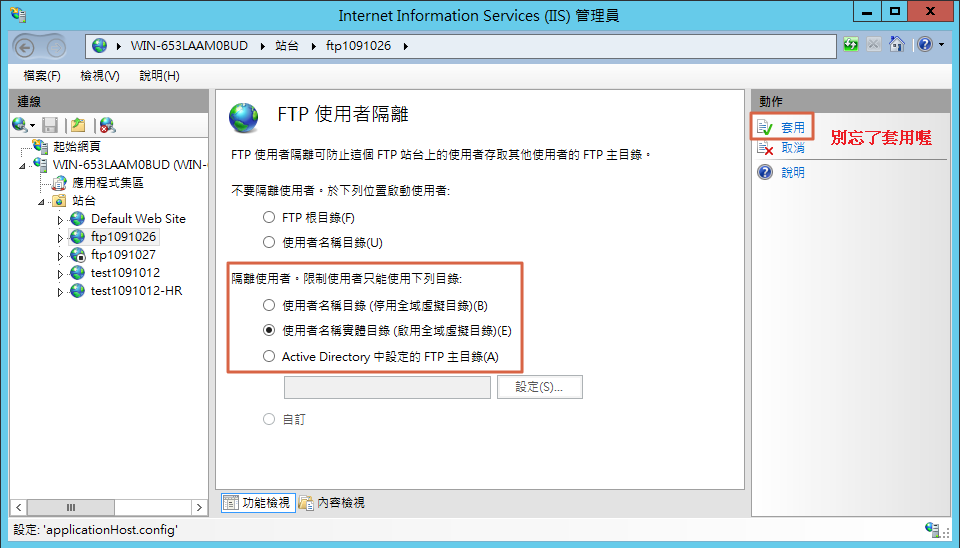 Internet Information Services (IIS) 管理員
WIN-653LAAM0BUD 站台 ftp1091026
檔案(F) 檢視(V) 說明(H)
連線
起始網頁
WIN-653LAAM0BUD (WIN-
應用程式集區
站台
Default Web Site
ftp1091026
ftp1091027
test1091012
test1091012-HR
FTP 使用者隔離
FTP 使用者隔離可防止這個 FTP 站台上的使用者存取其他使用者的 FTP 主目錄。
不要隔離使用者。於下列位置啟動使用者:
FTP 根目錄(F)
使用者名稱目錄(U)
隔離使用者。限制使用者只能使用下列目錄:
使用者名稱目錄 (停用全域虛擬目錄)(B)
使用者名稱實體目錄 (啟用全域虛擬目錄)(E)
Active Directory 中設定的 FTP 主目錄(A)
設定(S)...
自訂
功能檢視 內容檢視
動作
套用
別忘了套用喔
取消
說明
設定: 'applicationHost.config'